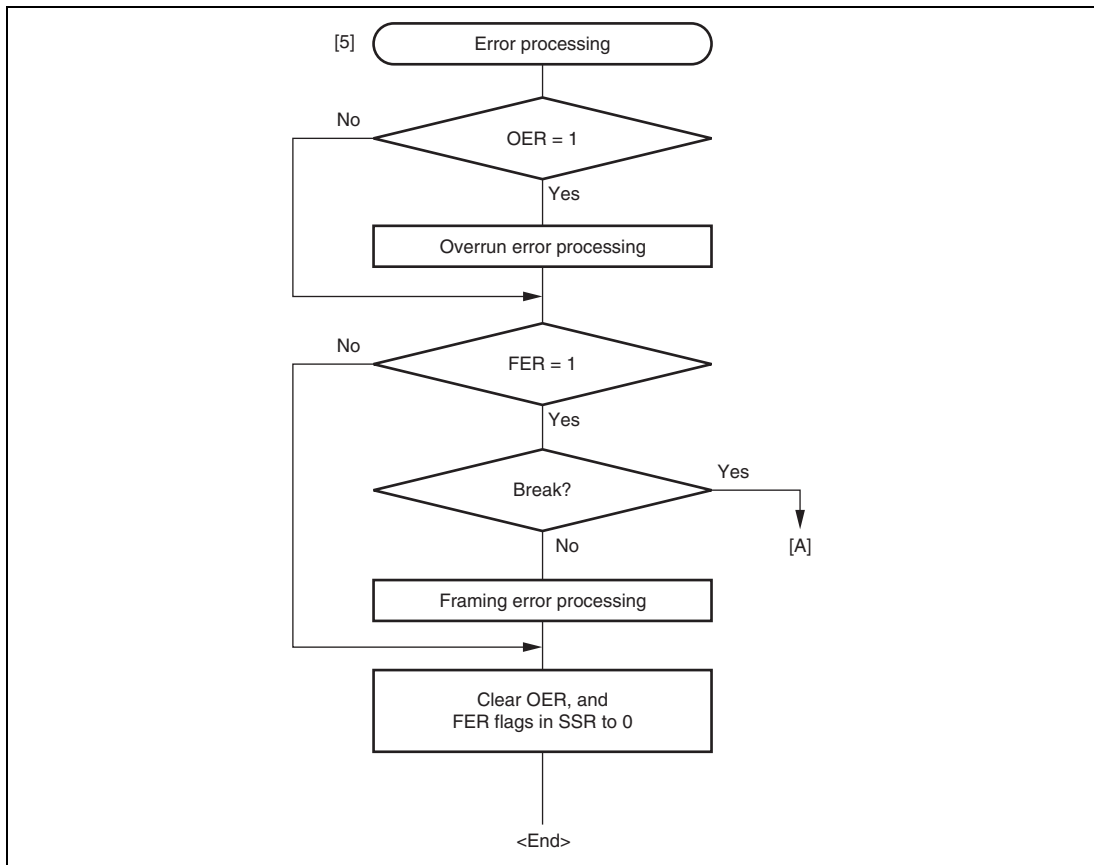 [5]
Error processing
No
OER = 1
Yes
Overrun error processing
No
FER = 1
Yes
Break?
Yes
No
[A]
Framing error processing
Clear OER, and
FER flags in SSR to 0
<End>